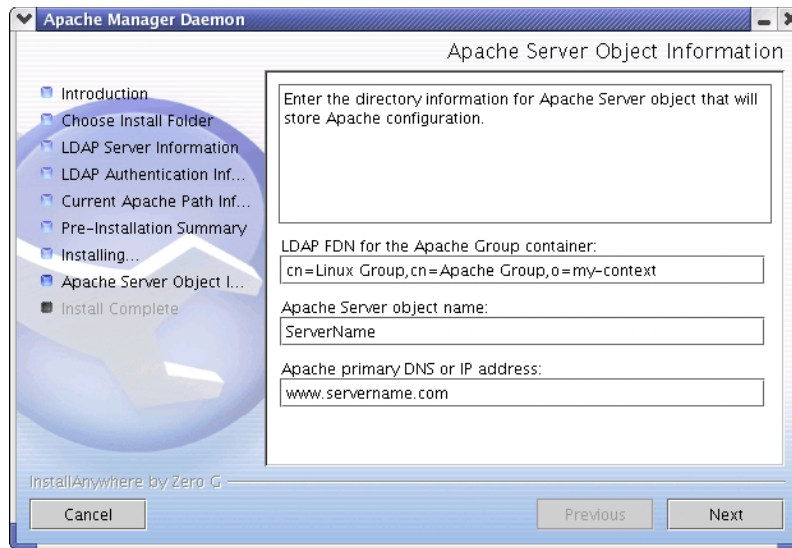 Apache Manager Daemon
Apache Server Object Information
Introduction
Choose Install Folder
LDAP Server Information
LDAP Authentication Inf...
Current Apache Path Inf...
Pre-Installation Summary
Installing...
Apache Server Object I...
Install Complete
Enter the directory information for Apache Server object that will
store Apache configuration.
LDAP FDN for the Apache Group container:
cn=Linux Group,cn=Apache Group,o=my-context
Apache Server object name:
ServerName
Apache primary DNS or IP address:
www.servername.com
InstallAnywhere by Zero G
Cancel
Previous
Next